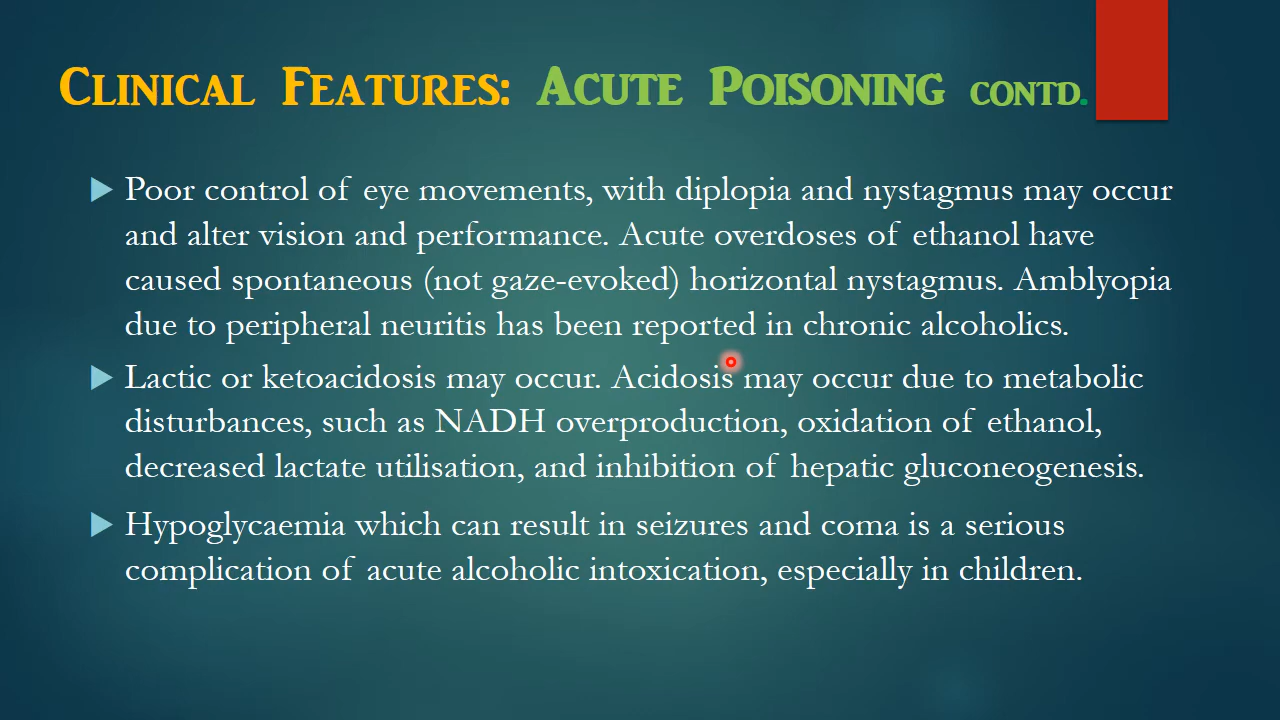 Clinical Features: Acute Poisoning contd.
Poor control of eye movements, with diplopia and nystagmus may occur
and alter vision and performance. Acute overdoses of ethanol have
caused spontaneous (not gaze-evoked) horizontal nystagmus. Amblyopia
due to peripheral neuritis has been reported in chronic alcoholics.
Lactic or ketoacidosis may occur. Acidosis may occur due to metabolic
disturbances, such as NADH overproduction, oxidation of ethanol,
decreased lactate utilisation, and inhibition of hepatic gluconeogenesis.
Hypoglycaemia which can result in seizures and coma is a serious
complication of acute alcoholic intoxication, especially in children.